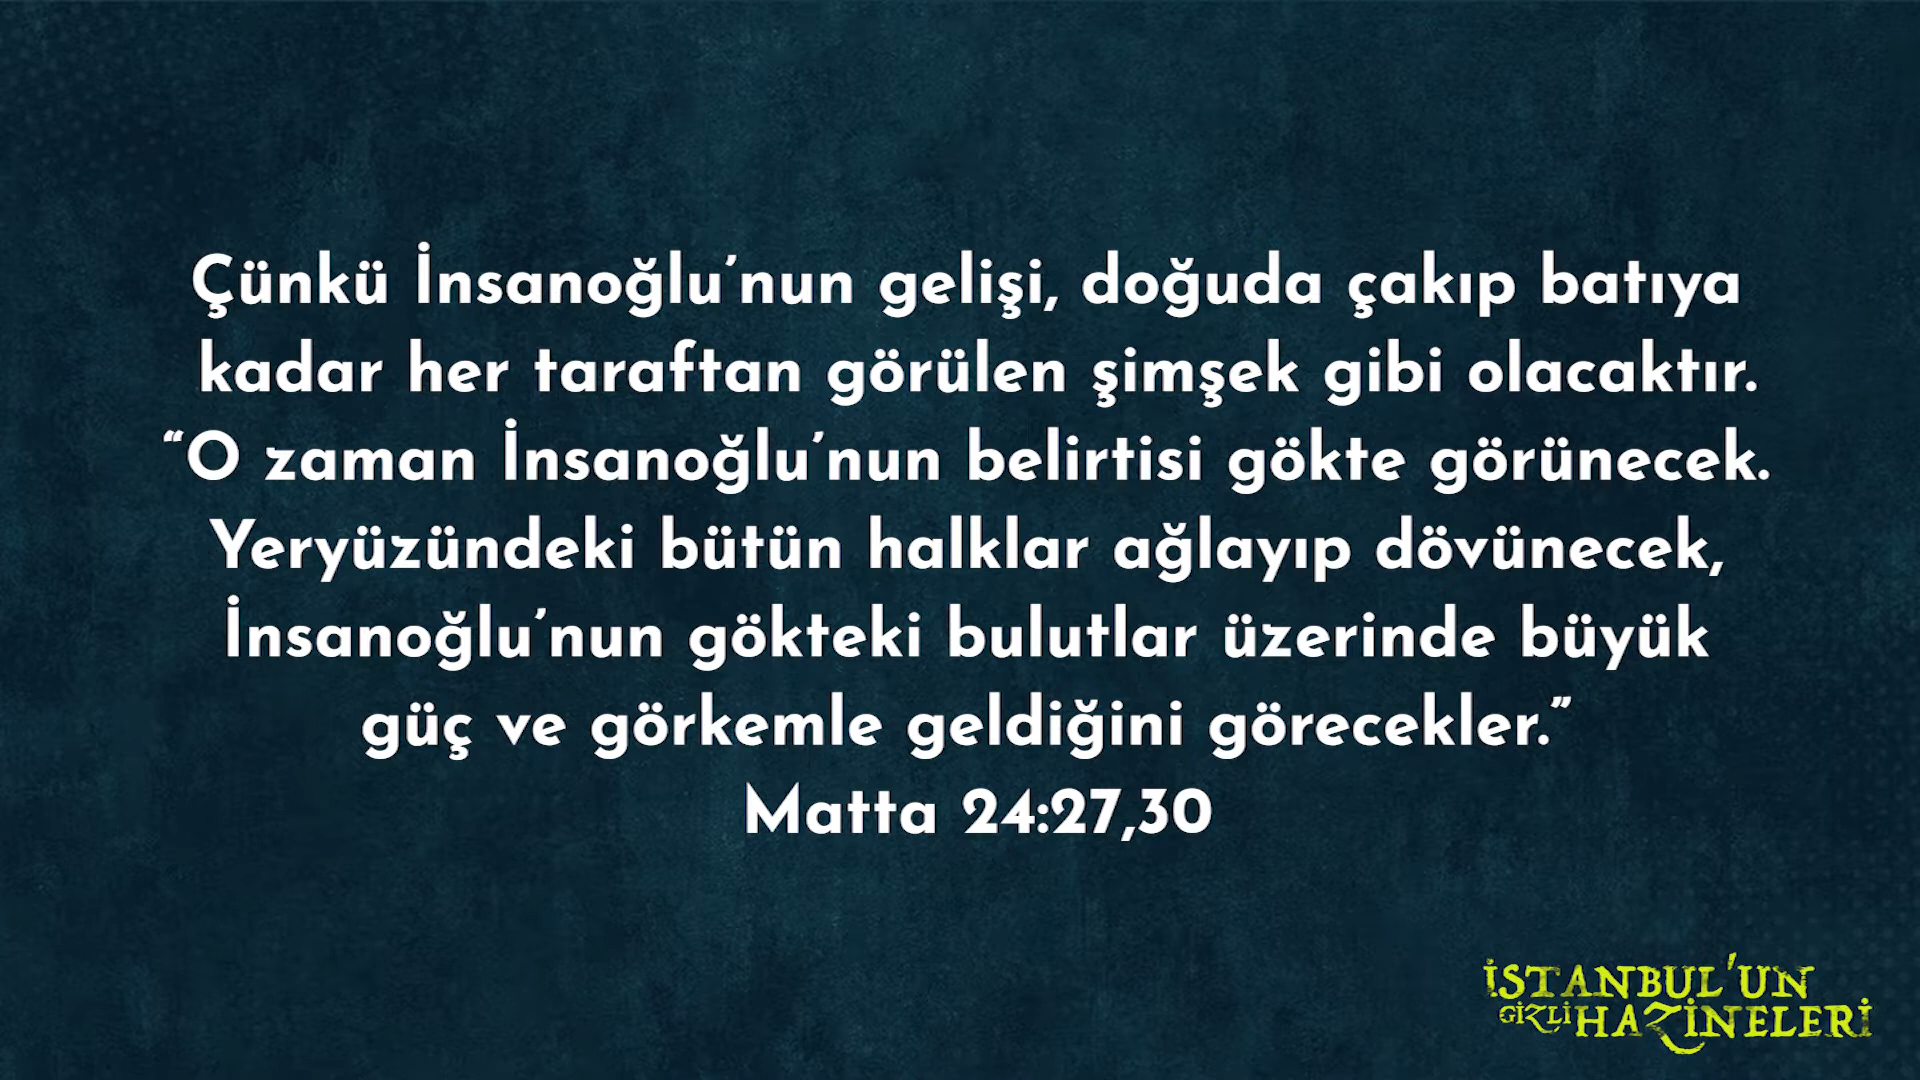 Çünkü İnsanoğlu’nun gelişi, doğuda çakıp batıya
kadar her taraftan görülen şimşek gibi olacaktır.
“O zaman İnsanoğlu’nun belirtisi gökte görünecek.
Yeryüzündeki bütün halklar ağlayıp dövünecek,
İnsanoğlu’nun gökteki bulutlar üzerinde büyük
güç ve görkemle geldiğini görecekler.”
Matta 24:27,30
İSTANBUL'UN
GİZLİ HAZİNELERİ